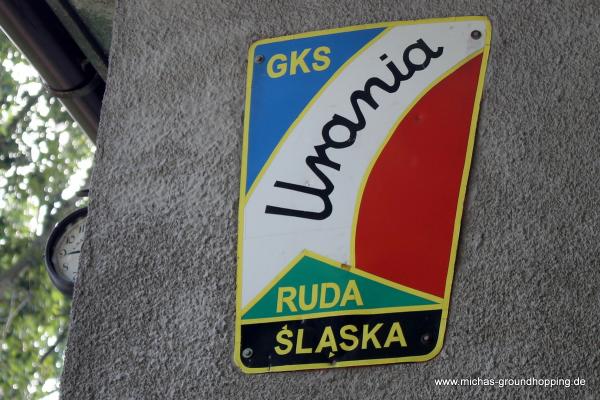 GKS
Urania
RUDA
ŚLĄSKA
www.michas-groundhopping.de